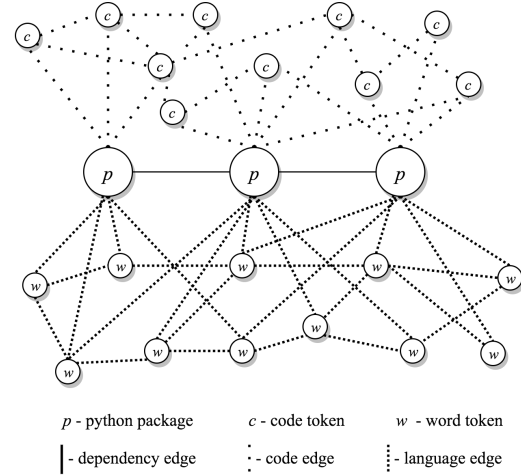 c c c c c
c c
c c
c
p p p
w w w w w
w
w w w w w
p - python package c - code token w - word token
- dependency edge - code edge - language edge